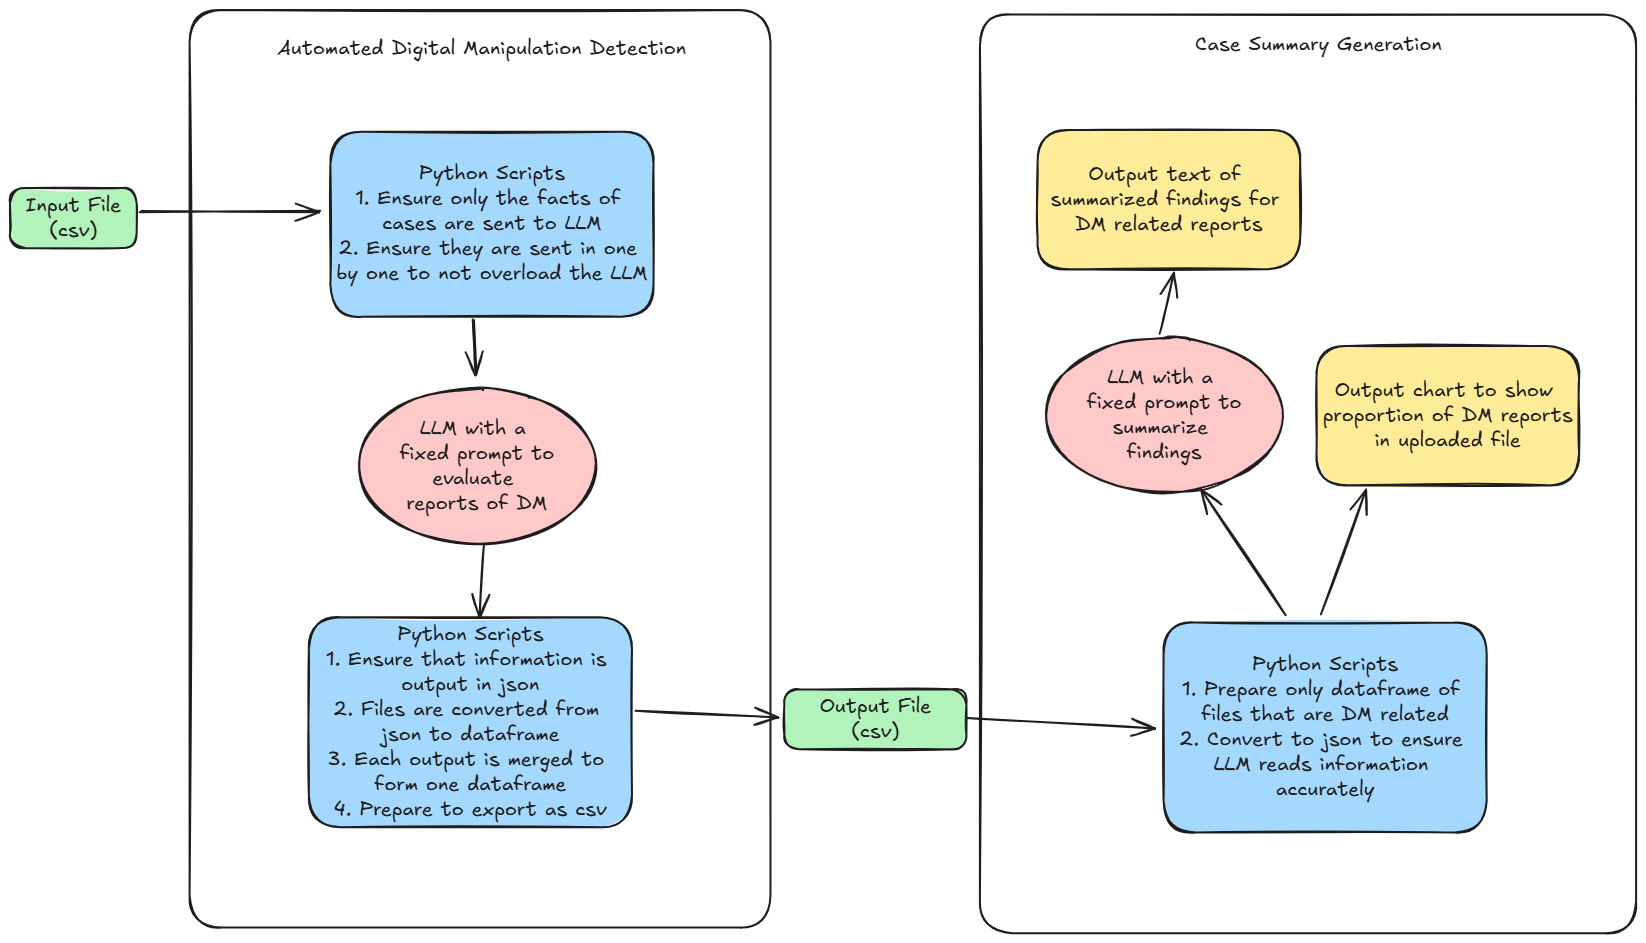 Automated Digital Manipulation Detection
Input File
(csv)
Python Scripts
1. Ensure only the facts of
cases are sent to LLM
2. Ensure they are sent in one
by one to not overload the LLM
LLM with a
fixed prompt to
evaluate
reports of DM
Python Scripts
1. Ensure that information is
output in json
2. Files are converted from
json to dataframe
3. Each output is merged to
form one dataframe
4. Prepare to export as csv
Output File
(csv)
Case Summary Generation
Output text of
summarized findings for
DM related reports
LLM with a
fixed prompt to
summarize
findings
Output chart to show
proportion of DM reports
in uploaded file
Python Scripts
1. Prepare only dataframe of
files that are DM related
2. Convert to json to ensure
LLM reads information
accurately